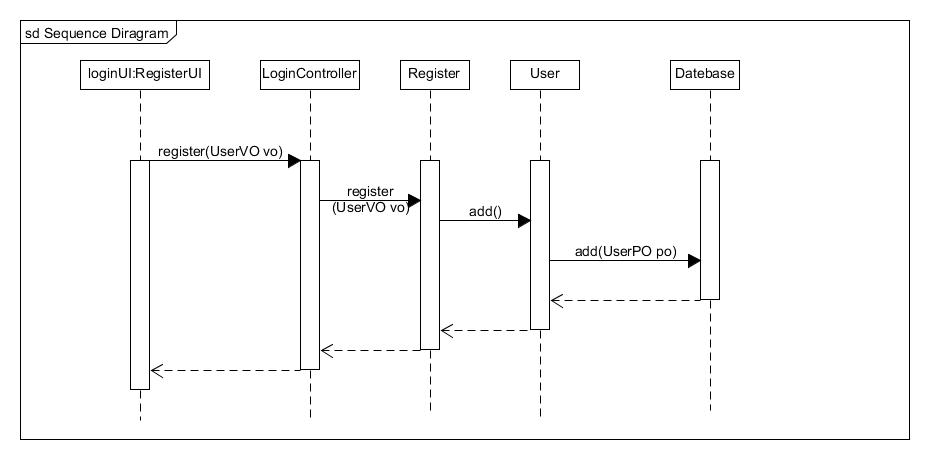 sd Sequence Diragram
loginUI:RegisterUI
LoginController
Register
User
Datebase
register(UserVO vo)
register
(UserVO vo)
add()
add(UserPO po)